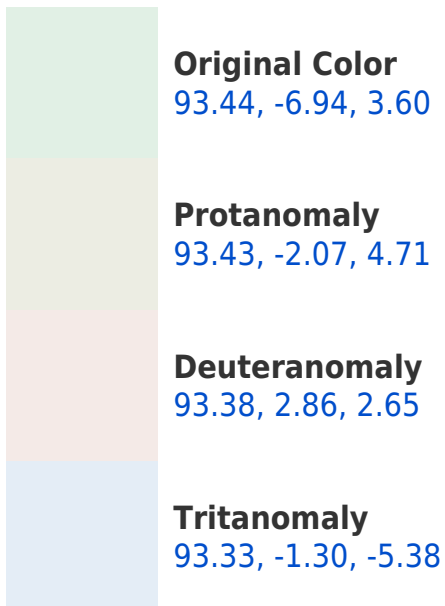 Original Color
93.44, -6.94, 3.60
Protanomaly
93.43, -2.07, 4.71
Deuteranomaly
93.38, 2.86, 2.65
Tritanomaly
93.33, -1.30, -5.38